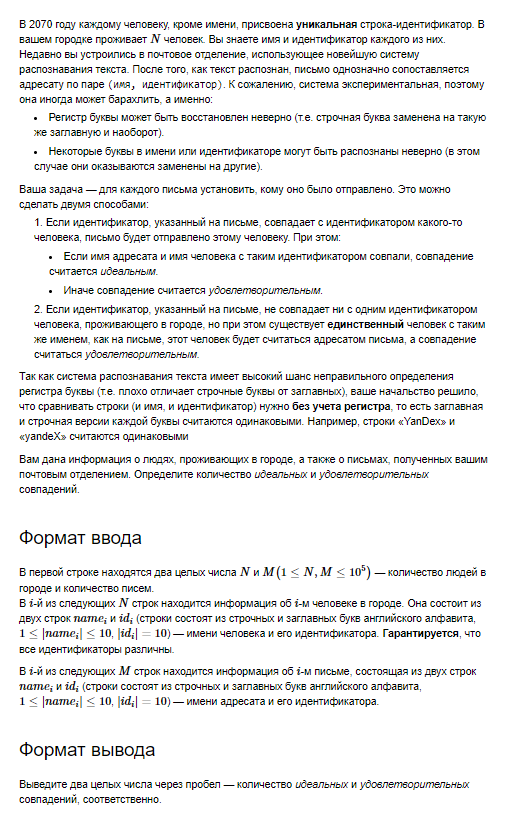 В 2070 году каждому человеку, кроме имени, присвоена уникальная строка-идентификатор. В
вашем городке проживает N человек. Вы знаете имя и идентификатор каждого из них.
Недавно вы устроились в почтовое отделение, использующее новейшую систему
распознавания текста. После того, как текст распознан, письмо однозначно сопоставляется
адресату по паре (имя, идентификатор). К сожалению, система экспериментальная, поэтому
она иногда может барахлить, а именно:
• Регистр буквы может быть восстановлен неверно (т.е. строчная буква заменена на такую
же заглавную и наоборот).
• Некоторые буквы в имени или идентификаторе могут быть распознаны неверно (в этом
случае они оказываются заменены на другие).
Ваша задача — для каждого письма установить, кому оно было отправлено. Это можно
сделать двумя способами:
1. Если идентификатор, указанный на письме, совпадает с идентификатором какого-то
человека, письмо будет отправлено этому человеку. При этом:
• Если имя адресата и имя человека с таким идентификатором совпали, совпадение
считается идеальным.
• Иначе совпадение считается удовлетворительным.
2. Если идентификатор, указанный на письме, не совпадает ни с одним идентификатором
человека, проживающего в городе, но при этом существует единственный человек с таким
же именем, как на письме, этот человек будет считаться адресатом письма, а совпадение
считаться удовлетворительным.
Так как система распознавания текста имеет высокий шанс неправильного определения
регистра буквы (т.е. плохо отличает строчные буквы от заглавных), ваше начальство решило,
что сравнивать строки (и имя, и идентификатор) нужно без учета регистра, то есть заглавная
и строчная версии каждой буквы считаются одинаковыми. Например, строки «YanDex» и
«yandeX» считаются одинаковыми
Вам дана информация о людях, проживающих в городе, а также о письмах, полученных вашим
почтовым отделением. Определите количество идеальных и удовлетворительных
совпадений.
Формат ввода
В первой строке находятся два целых числа N и M(1 ≤ N, M ≤ 10⁵) — количество людей в
городе и количество писем.
В i-й из следующих N строк находится информация об i-м человеке в городе. Она состоит из
двух строк nameᵢ и idᵢ (строки состоят из строчных и заглавных букв английского алфавита,
1 ≤ |nameᵢ| ≤ 10, |idᵢ| = 10) — имени человека и его идентификатора. Гарантируется, что
все идентификаторы различны.
В i-й из следующих M строк находится информация об i-м письме, состоящая из двух строк
nameᵢ и idᵢ (строки состоят из строчных и заглавных букв английского алфавита,
1 ≤ |nameᵢ| ≤ 10, |idᵢ| = 10) — имени адресата и его идентификатора.
Формат вывода
Выведите два целых числа через пробел — количество идеальных и удовлетворительных
совпадений, соответственно.